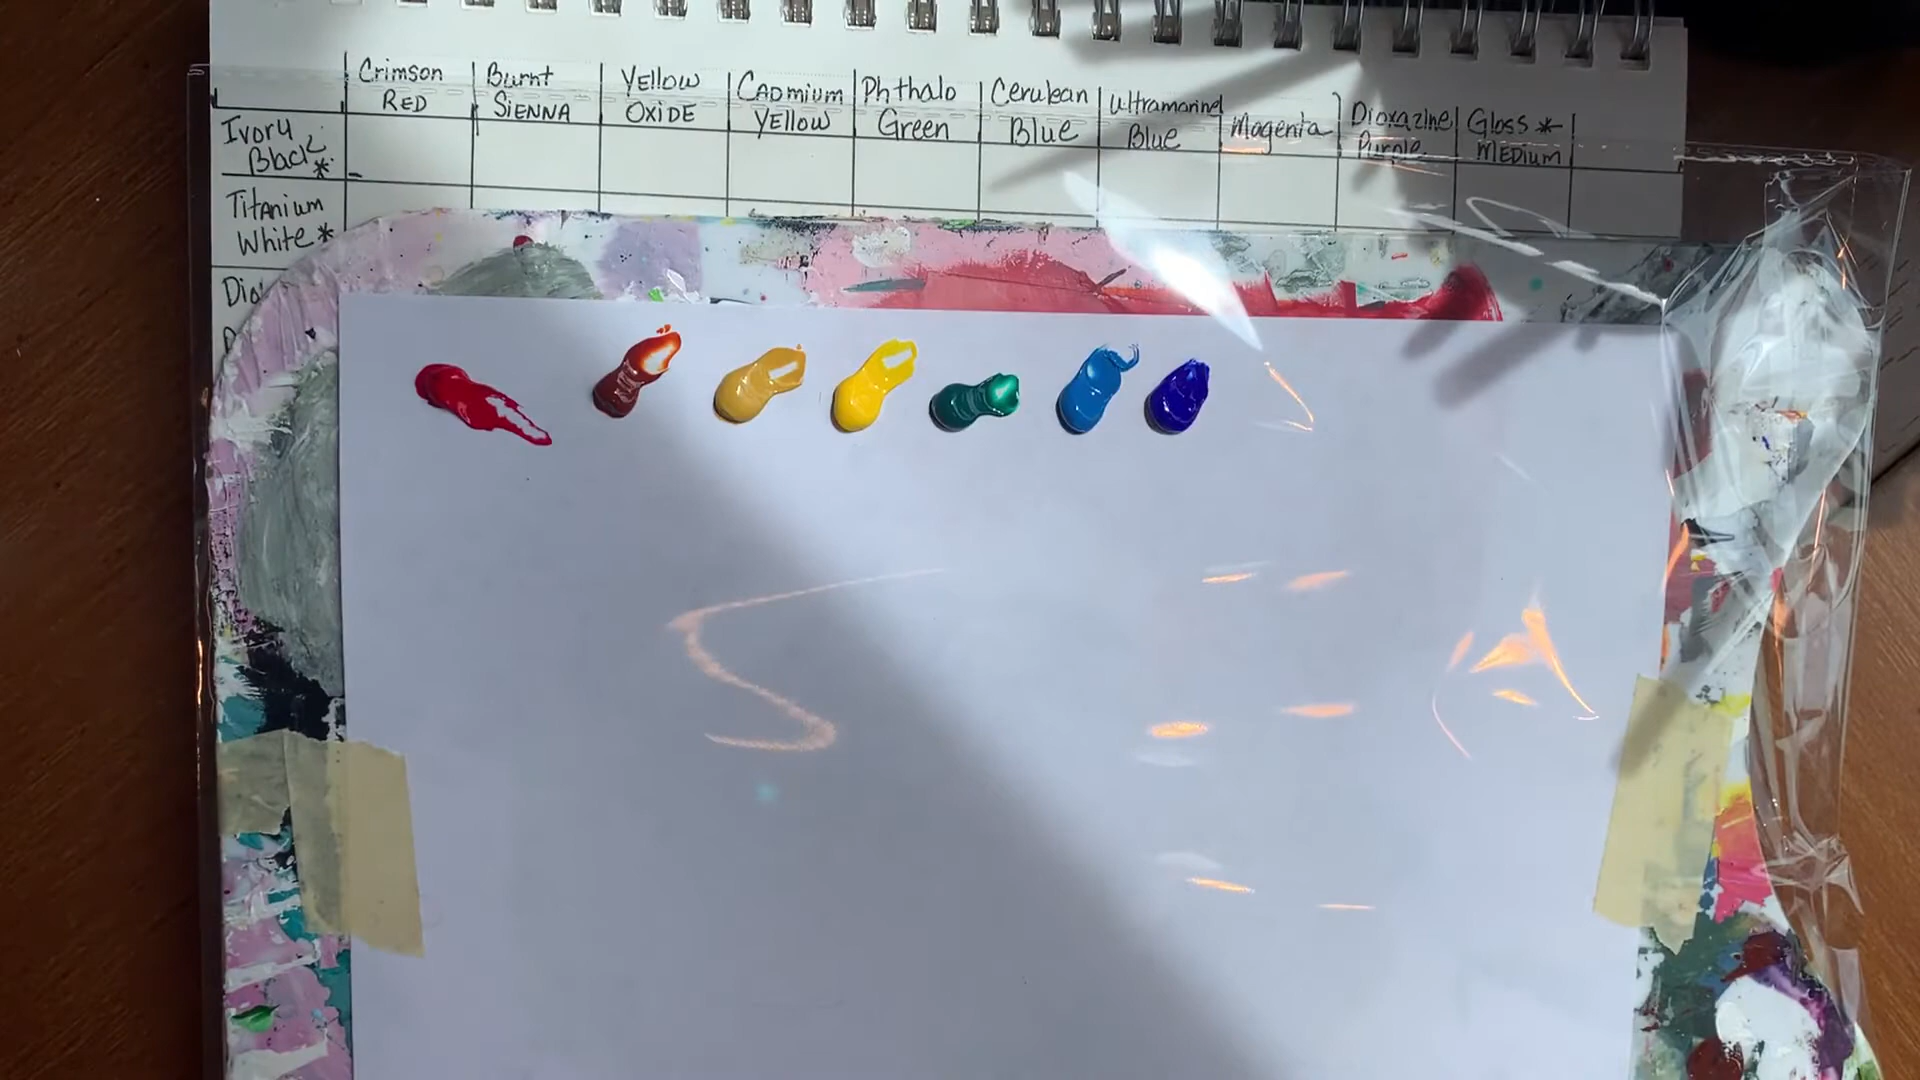 Crimson
RED
Burnt
SIENNA
Yellow
OXIDE
CADMIUM
Yellow
Phthalo
Green
Cerulean
Blue
Ultramarine
Blue
Magenta
Dioxazine
Purple
Gloss *
MEDIUM
Ivory
Black *
Titanium
White *